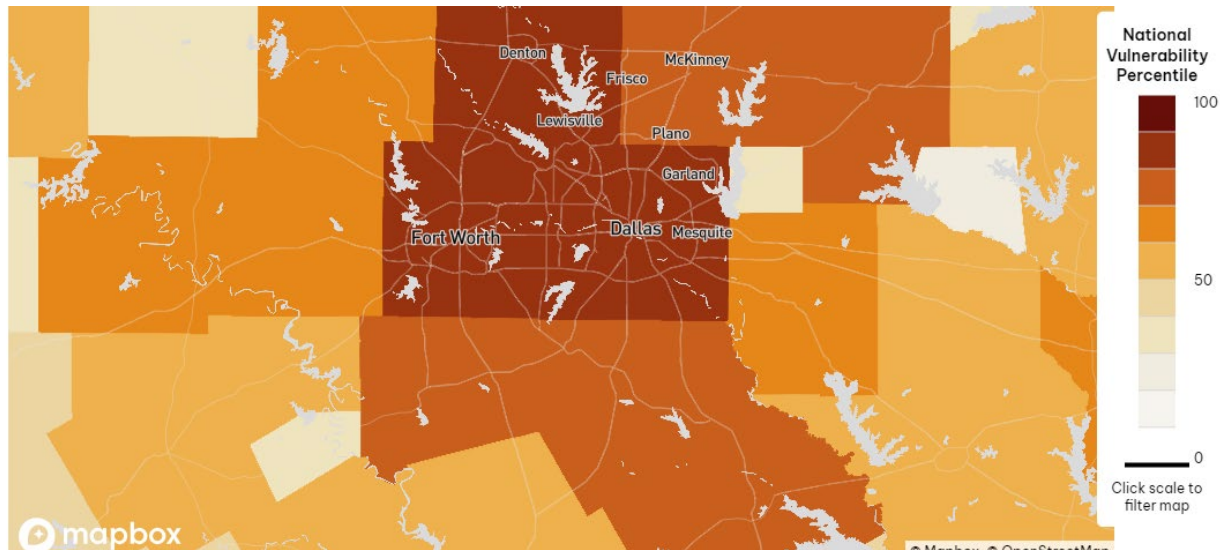 Denton
McKinney
Frisco
Lewisville
Plano
Garland
Fort Worth
Dallas
Mesquite
mapbox
© Mapbox © OpenStreetMap
National
Vulnerability
Percentile
100
50
0
Click scale to
filter map